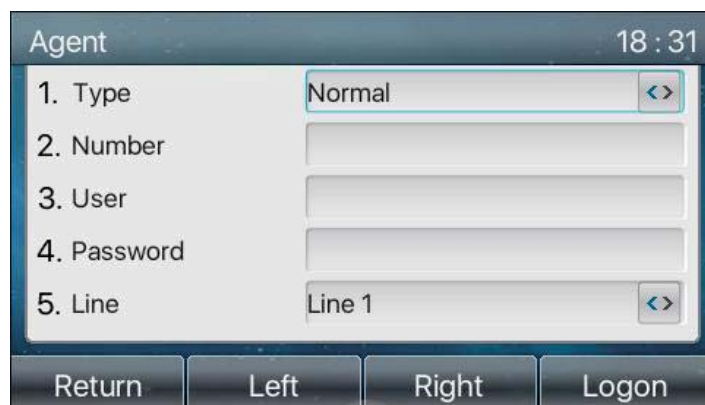 Agent 18 : 31
1. Type Normal
2. Number
3. User
4. Password
5. Line Line 1
Return Left Right Logon